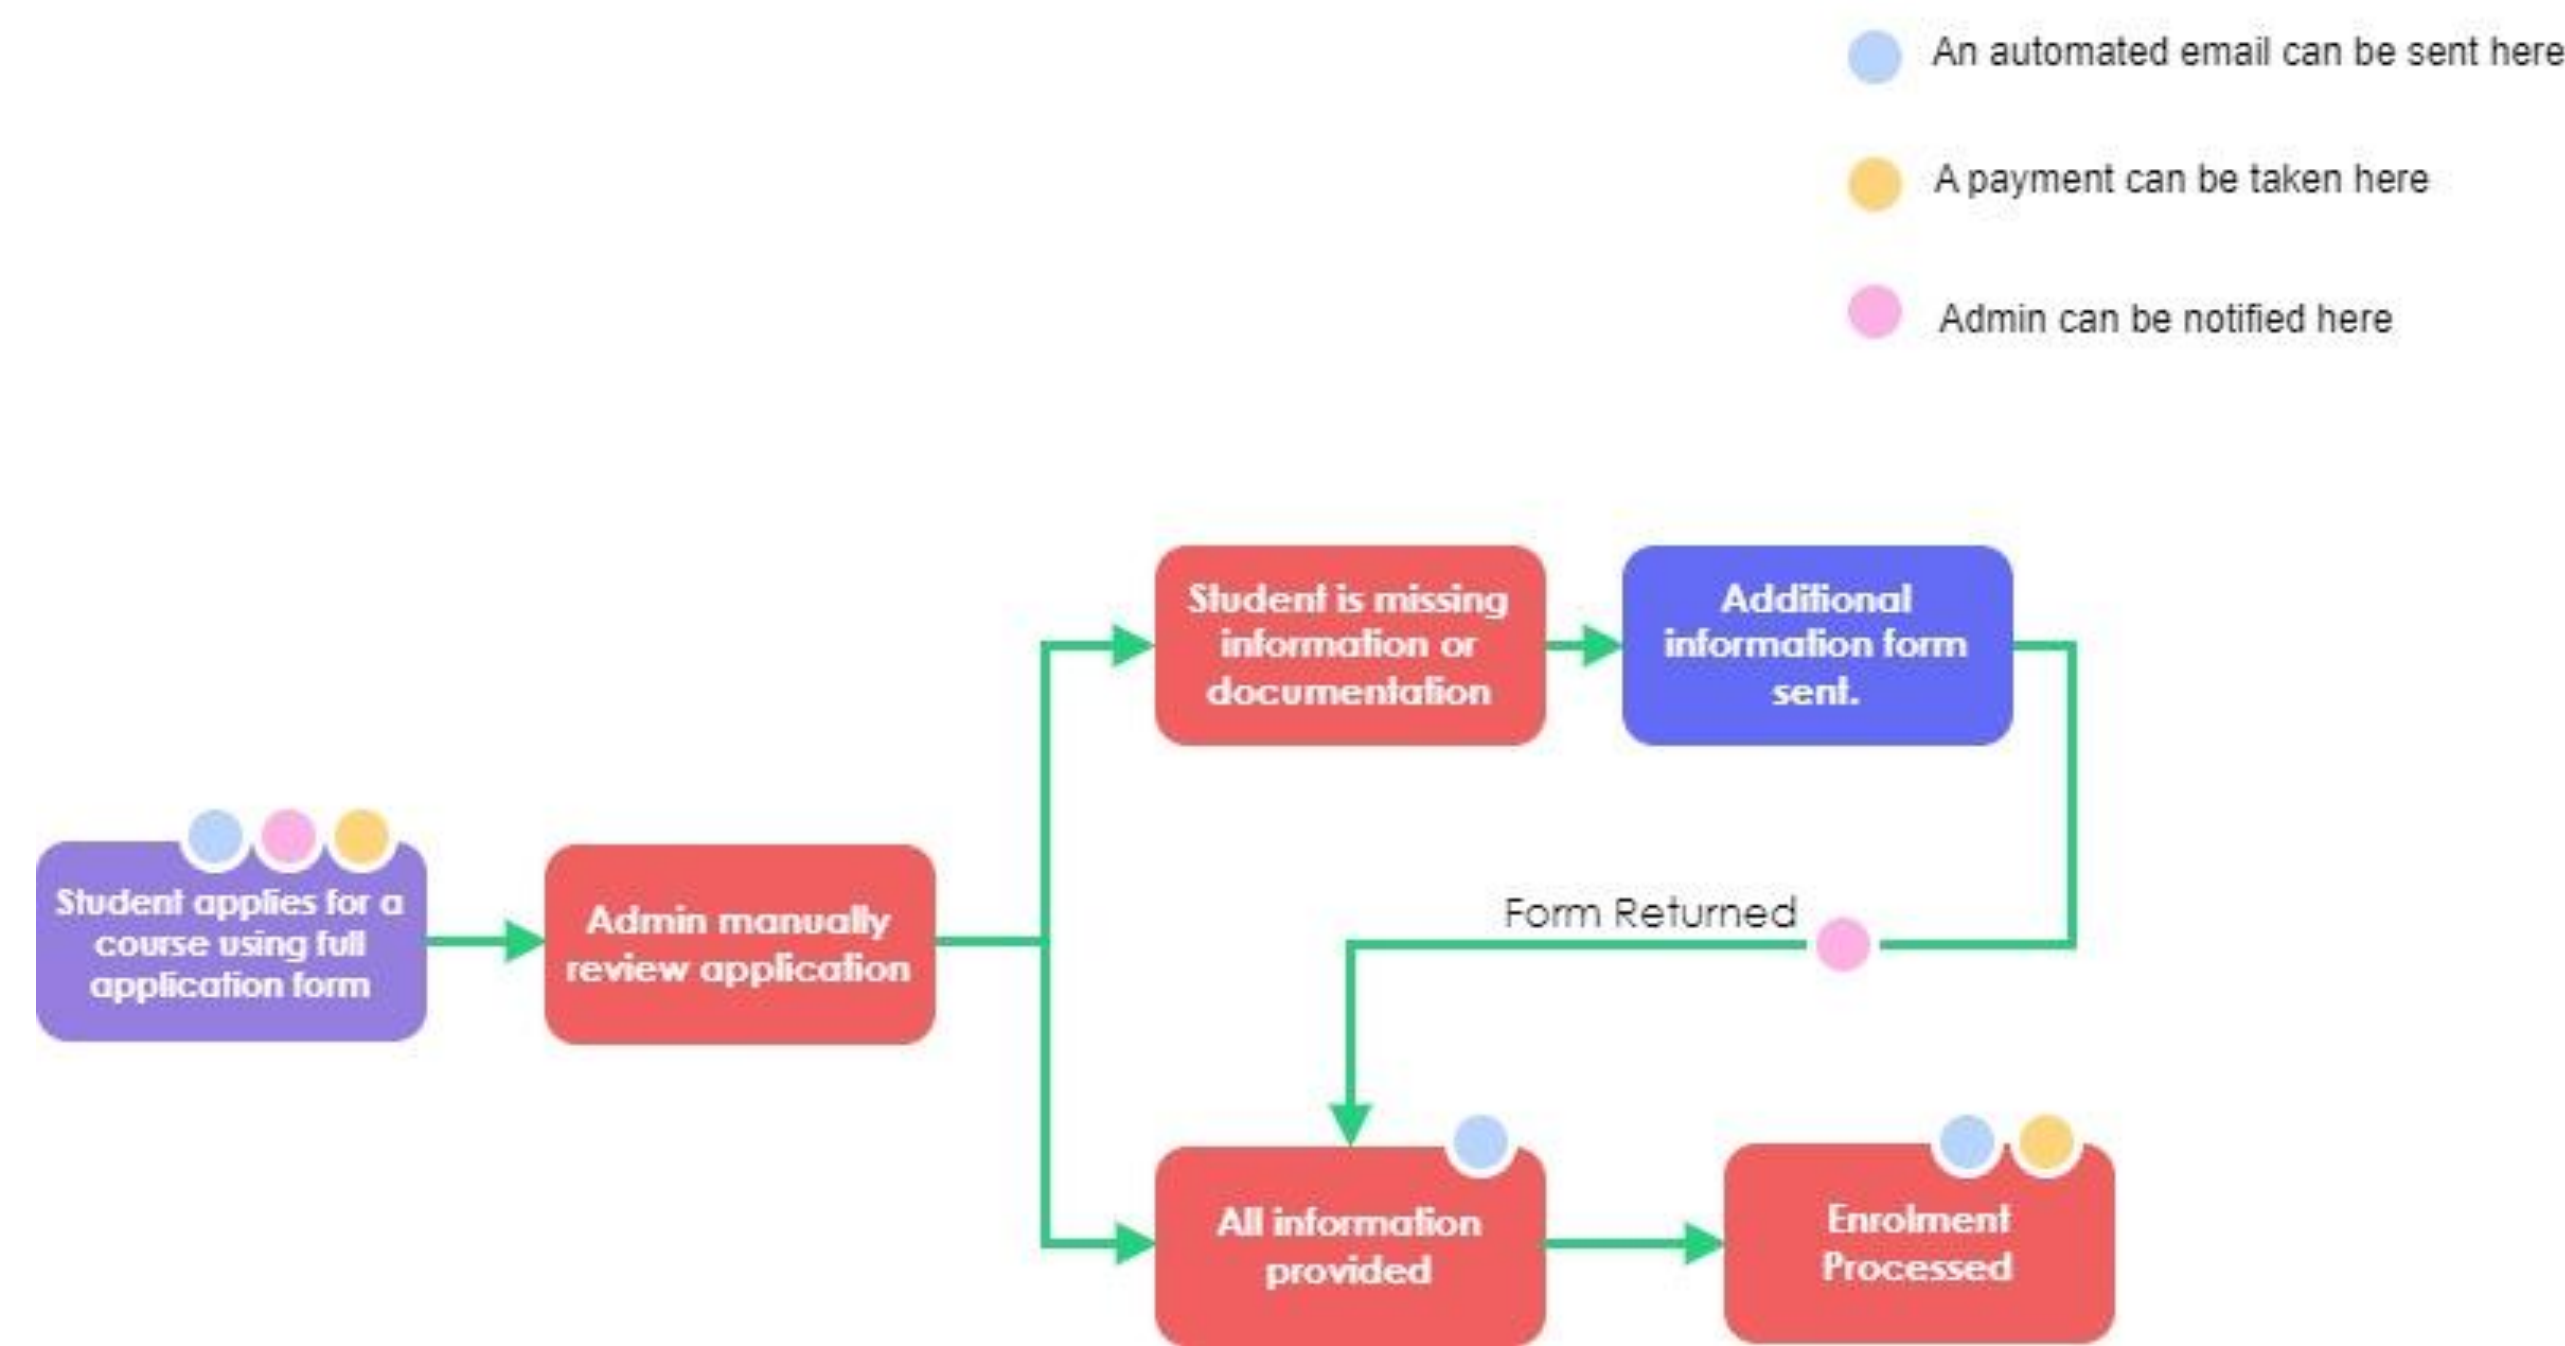 An automated email can be sent here
A payment can be taken here
Admin can be notified here
Student is missing
information or
documentation
Additional
information form
sent.
Student applies for a
course using full
application form
Admin manually
review application
Form Returned
All information
provided
Enrolment
Processed